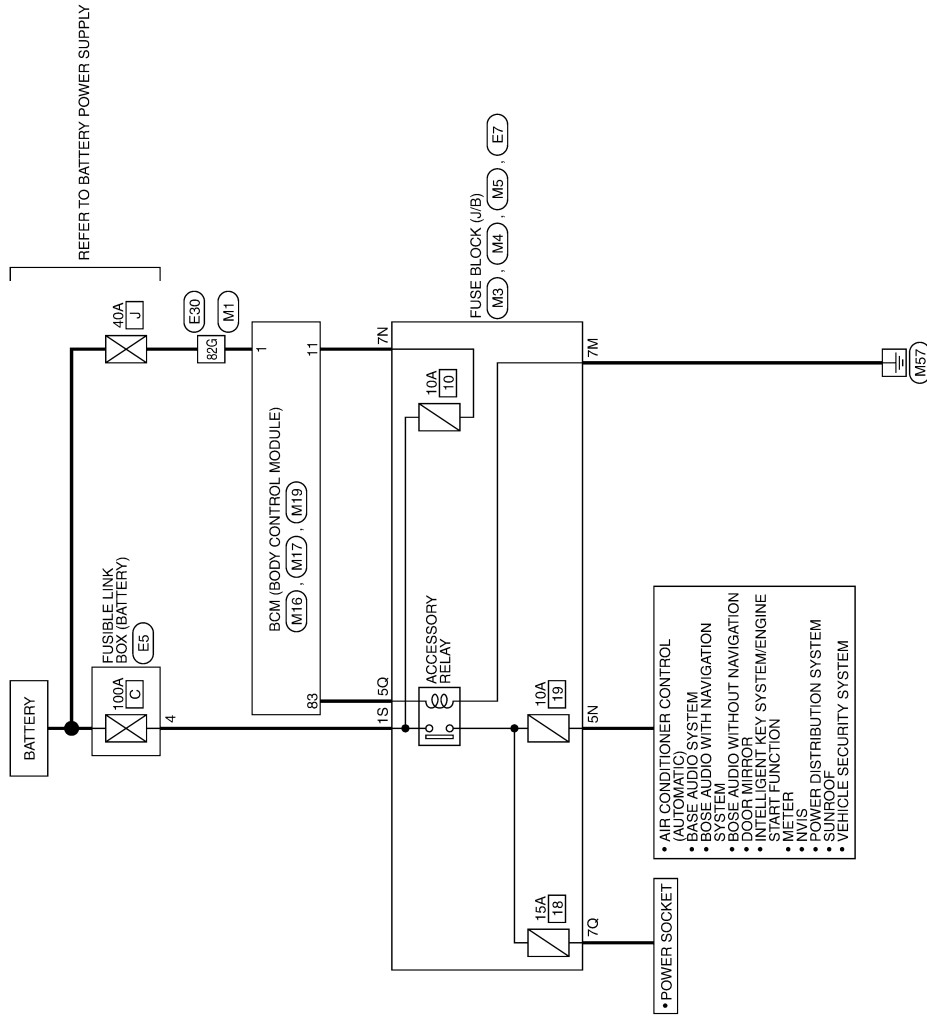 REFER TO BATTERY POWER SUPPLY
BATTERY
FUSIBLE LINK
BOX (BATTERY)
E5
100A
C
4
40A
J
E30
82G
M1
1
BCM (BODY CONTROL MODULE)
M16 , M17 , M19
83
11
1S
5Q
7N
FUSE BLOCK (J/B)
M3 , M4 , M5 , E7
ACCESSORY
RELAY
10A
10
15A
18
10A
19
7Q
5N
7M
• POWER SOCKET
• AIR CONDITIONER CONTROL
(AUTOMATIC)
• BASE AUDIO SYSTEM
• BOSE AUDIO WITH NAVIGATION
SYSTEM
• BOSE AUDIO WITHOUT NAVIGATION
• DOOR MIRROR
• INTELLIGENT KEY SYSTEM/ENGINE
START FUNCTION
• METER
• NVIS
• POWER DISTRIBUTION SYSTEM
• SUNROOF
• VEHICLE SECURITY SYSTEM
M57